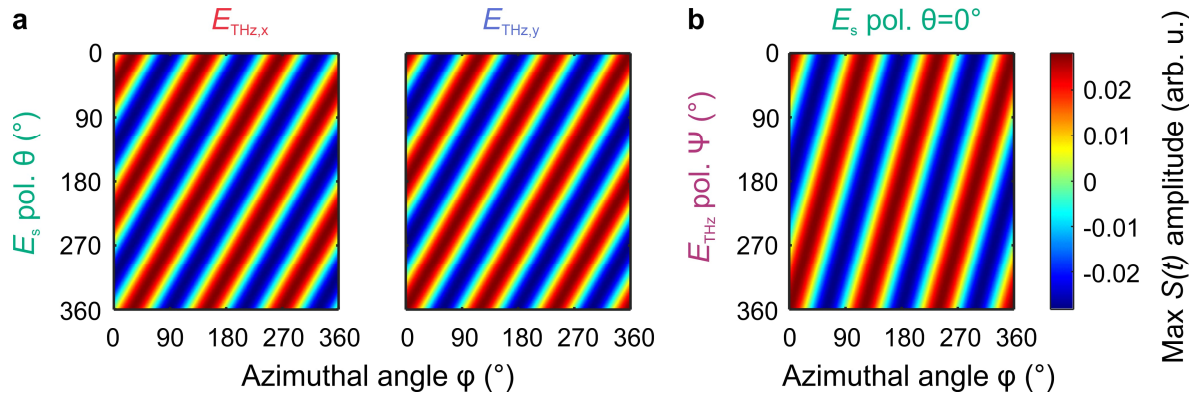 a
E_THz,x
E_THz,y
b
E_s pol. θ=0°
E_s pol. θ (°)
0
90
180
270
360
0 90 180 270 360
0 90 180 270 360
Azimuthal angle φ (°)
E_THz pol. Ψ (°)
0
90
180
270
360
0 90 180 270 360
Azimuthal angle φ (°)
0.02
0.01
0
-0.01
-0.02
Max S(t) amplitude (arb. u.)